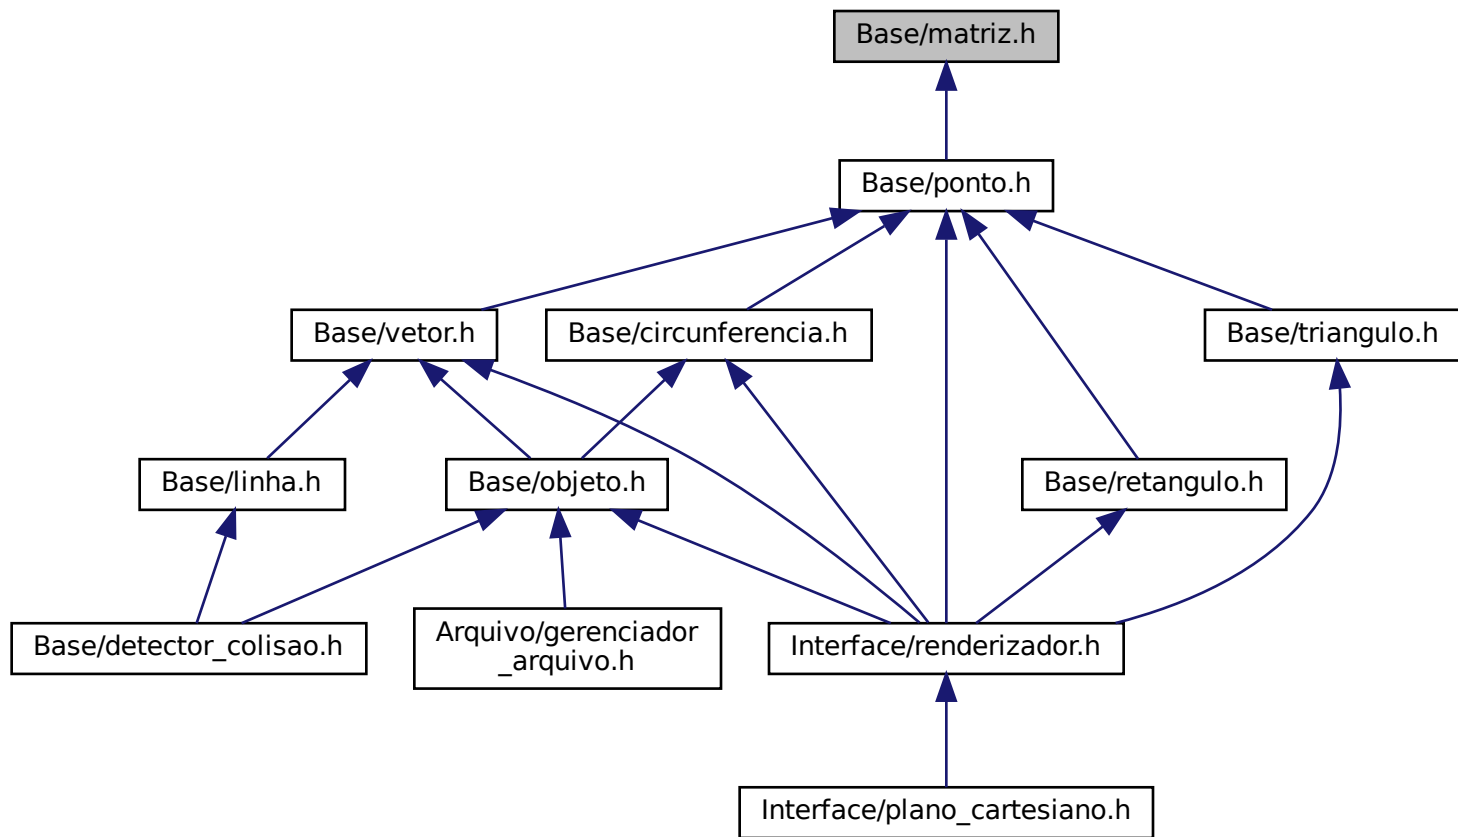 Base/matriz.h
Base/ponto.h
Base/vetor.h
Base/circunferencia.h
Base/triangulo.h
Base/linha.h
Base/objeto.h
Base/retangulo.h
Base/detector_colisao.h
Arquivo/gerenciador
_arquivo.h
Interface/renderizador.h
Interface/plano_cartesiano.h